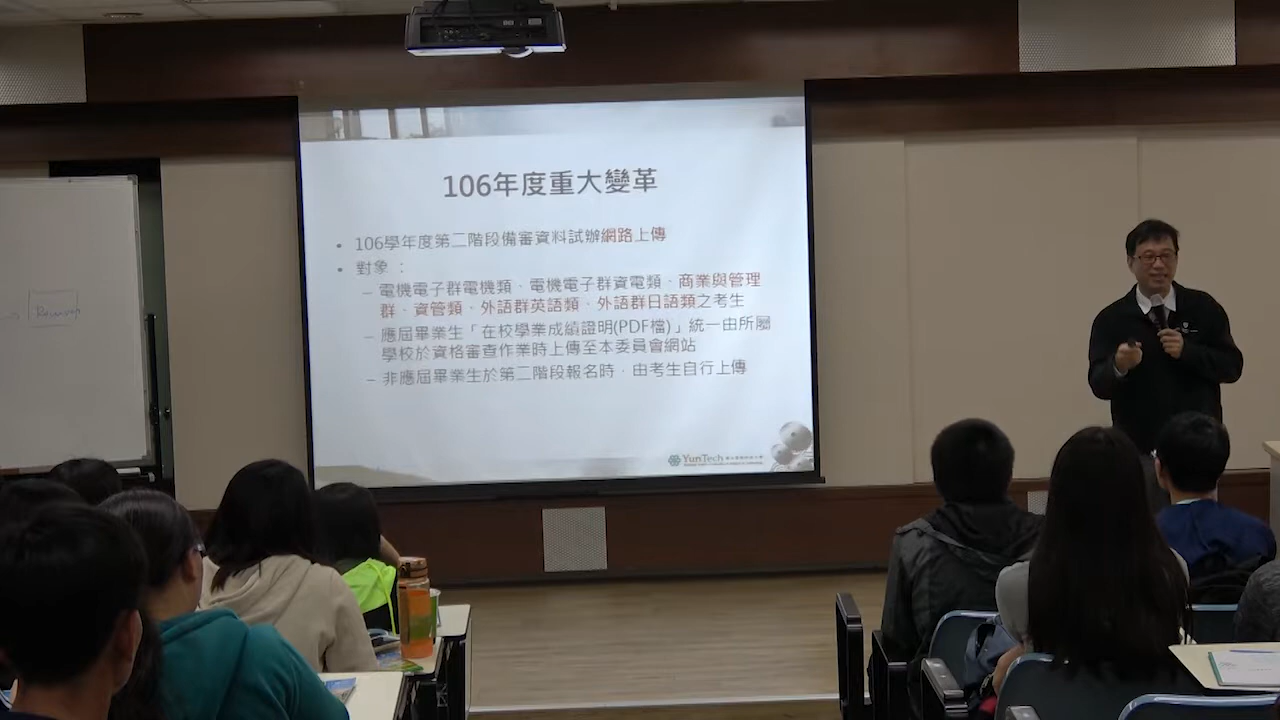 106年度重大變革
• 106學年度第二階段備審資料試辦網路上傳
• 對象：
– 電機電子群電機類、電機電子群資電類、商業與管理
群、資管類、外語群英語類、外語群日語類之考生
– 應屆畢業生「在校學業成績證明(PDF檔)」統一由所屬
學校於資格審查作業時上傳至本委員會網站
– 非應屆畢業生於第二階段報名時，由考生自行上傳
YunTech